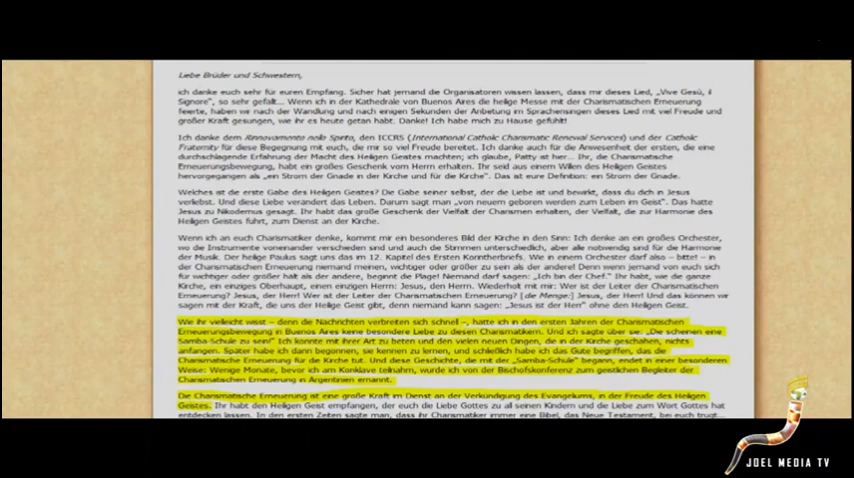 Liebe Brüder und Schwestern,
ich danke euch sehr für euren Empfang. Sicher hat jemand die Organisatoren wissen lassen, dass mir dieses Lied, „Vive Gesù, il
Signore", so sehr gefällt... Wenn ich in der Kathedrale von Buenos Aires die heilige Messe mit der Charismatischen Erneuerung
feierte, haben wir nach der Wandlung und nach einigen Sekunden der Anbetung im Sprachensingen dieses Lied mit viel Freude und
großer Kraft gesungen, wie ihr es heute getan habt. Danke! Ich habe mich zu Hause gefühlt!
Ich danke dem Rinnovamento nello Spirito, den ICCRS (International Catholic Charismatic Renewal Services) und der Catholic
Fraternity für diese Begegnung mit euch, die mir so viel Freude bereitet. Ich danke auch für die Anwesenheit der ersten, die eine
durchschlagende Erfahrung der Macht des Heiligen Geistes machten; ich glaube, Patty ist hier... Ihr, die Charismatische
Erneuerungsbewegung, habt ein großes Geschenk vom Herrn erhalten. Ihr seid aus einem Willen des Heiligen Geistes
hervorgegangen als „ein Strom der Gnade in der Kirche und für die Kirche". Das ist eure Definition: ein Strom der Gnade.
Welches ist die erste Gabe des Heiligen Geistes? Die Gabe seiner selbst, der die Liebe ist und bewirkt, dass du dich in Jesus
verliebst. Und diese Liebe verändert das Leben. Darum sagt man „von neuem geboren werden zum Leben im Geist". Das hatte
Jesus zu Nikodemus gesagt. Ihr habt das große Geschenk der Vielfalt der Charismen erhalten, der Vielfalt, die zur Harmonie des
Heiligen Geistes führt, zum Dienst an der Kirche.
Wenn ich an euch Charismatiker denke, kommt mir ein besonderes Bild der Kirche in den Sinn: Ich denke an ein großes Orchester,
wo die Instrumente voneinander verschieden sind und auch die Stimmen unterschiedlich, aber alle notwendig sind für die Harmonie
der Musik. Der heilige Paulus sagt uns das im 12. Kapitel des Ersten Korintherbriefs. Wie in einem Orchester darf also – bitte! – in
der Charismatischen Erneuerung niemand meinen, wichtiger oder größer zu sein als der andere! Denn wenn jemand von euch sich
für wichtiger oder größer hält als der andere, beginnt die Plage! Niemand darf sagen: „Ich bin der Chef." Ihr habt, wie die ganze
Kirche, ein einziges Oberhaupt, einen einzigen Herrn: Jesus, den Herrn. Wiederholt mit mir: Wer ist der Leiter der Charismatischen
Erneuerung? Jesus, der Herr! Wer ist der Leiter der Charismatischen Erneuerung? [die Menge:] Jesus, der Herr! Und das können wir
sagen mit der Kraft, die uns der Heilige Geist gibt, denn niemand kann sagen: „Jesus ist der Herr" ohne den Heiligen Geist.
Wie ihr vielleicht wisst – denn die Nachrichten verbreiten sich schnell –, hatte ich in den ersten Jahren der Charismatischen
Erneuerungsbewegung in Buenos Aires keine besondere Liebe zu diesen Charismatikern. Und ich sagte über sie: „Die scheinen eine
Samba-Schule zu sein!" Ich konnte mit ihrer Art zu beten und den vielen neuen Dingen, die in der Kirche geschahen, nichts
anfangen. Später habe ich dann begonnen, sie kennen zu lernen, und schließlich habe ich das Gute begriffen, das die
Charismatische Erneuerung für die Kirche tut. Und diese Geschichte, die mit der „Samba-Schule" begann, endet in einer besonderen
Weise: Wenige Monate, bevor ich am Konklave teilnahm, wurde ich von der Bischofskonferenz zum geistlichen Begleiter der
Charismatischen Erneuerung in Argentinien ernannt.
Die Charismatische Erneuerung ist eine große Kraft im Dienst an der Verkündigung des Evangeliums, in der Freude des Heiligen
Geistes. Ihr habt den Heiligen Geist empfangen, der euch die Liebe Gottes zu all seinen Kindern und die Liebe zum Wort Gottes hat
entdecken lassen. In den ersten Zeiten sagte man, dass ihr Charismatiker immer eine Bibel, das Neue Testament, bei euch trugt...
JOEL MEDIA TV